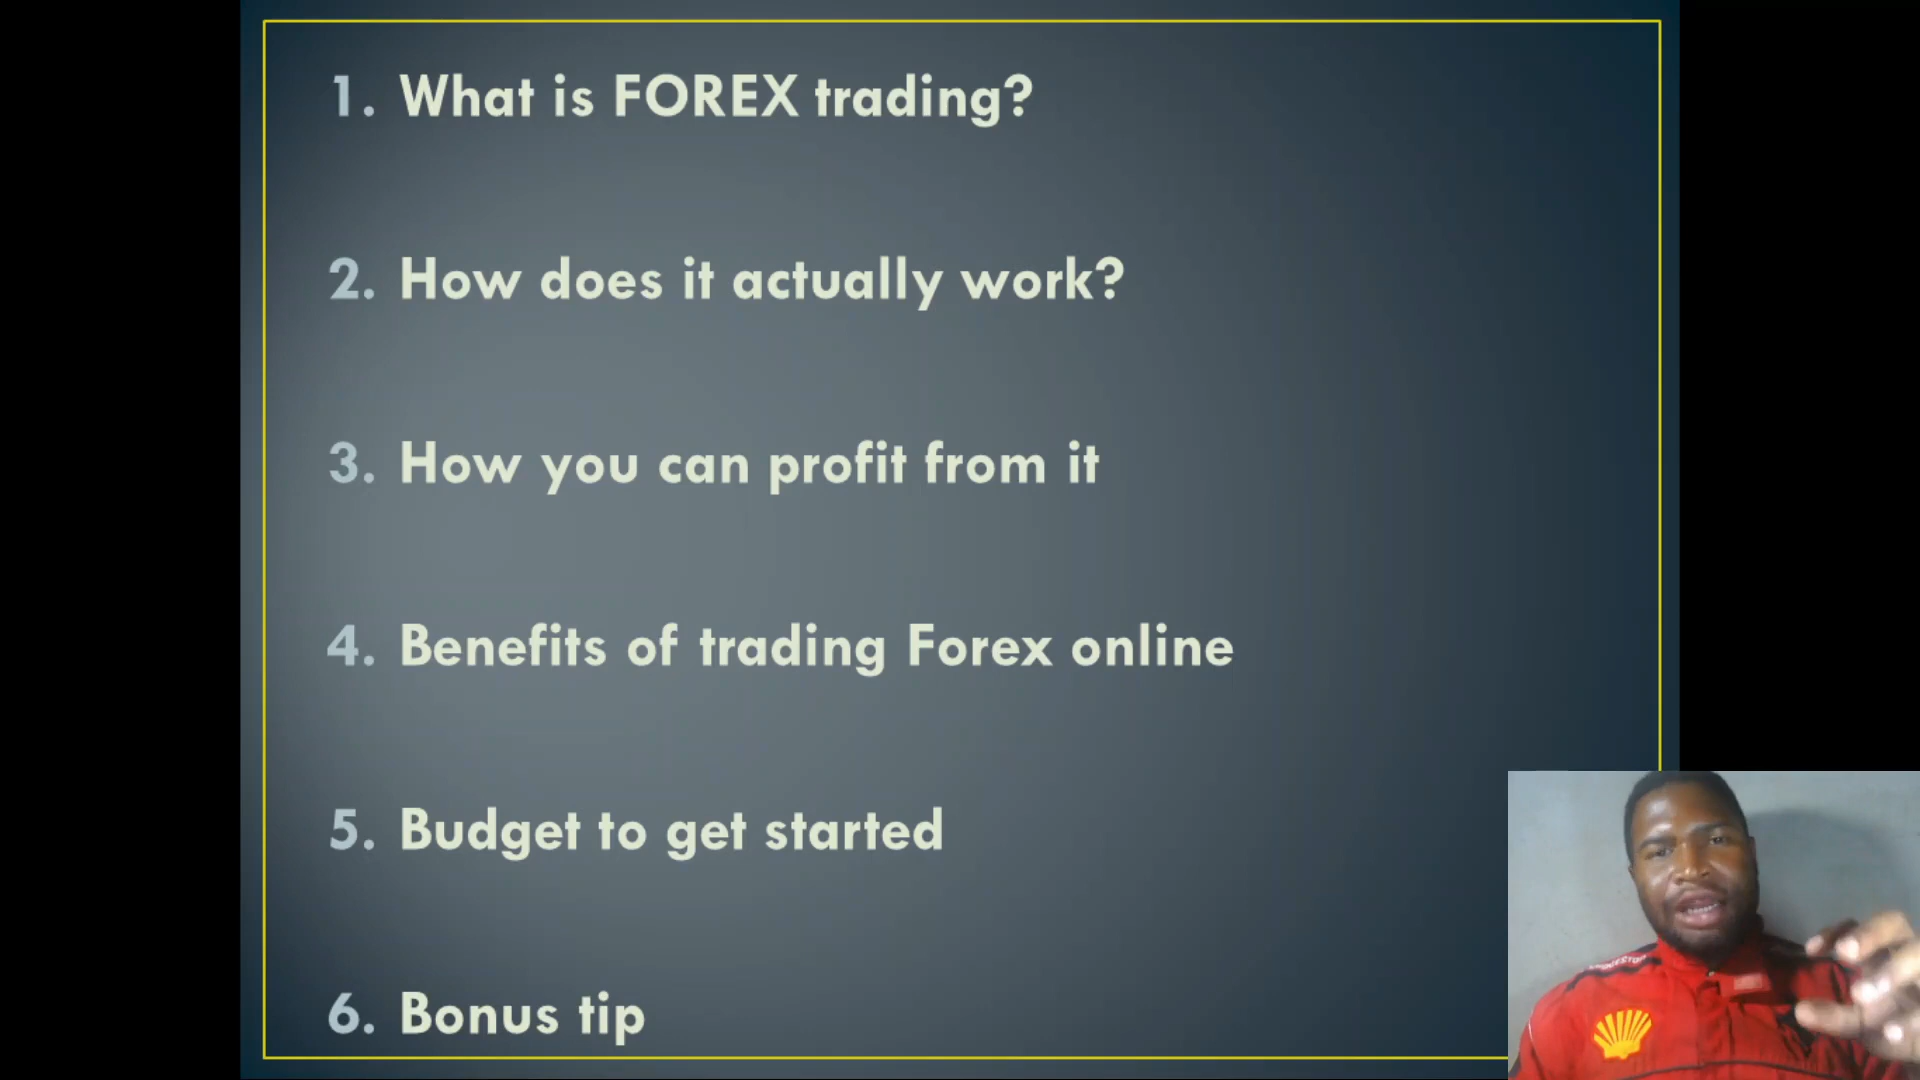 1. What is FOREX trading?
2. How does it actually work?
3. How you can profit from it
4. Benefits of trading Forex online
5. Budget to get started
6. Bonus tip